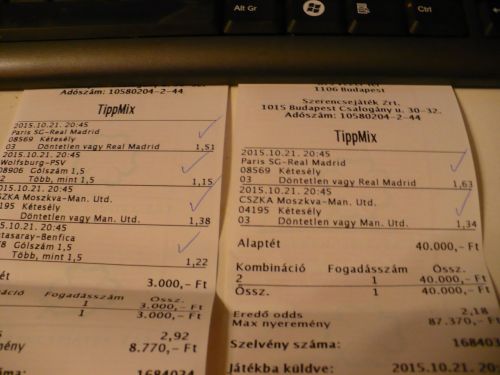 Alt Gr
Ctrl
Adószám: 10580204-2-44
TippMix
2015.10.21. 20:45
Paris SG-Real Madrid
08569 Kétesély
03 Döntetlen vagy Real Madrid 1,51
2015.10.21. 20:45
Wolfsburg-PSV
08906 Gólszám 1,5
2 Több, mint 1,5 1,15
2015.10.21. 20:45
CSZKA Moszkva-Man. Utd.
04195 Kétesély
Döntetlen vagy Man. Utd. 1,38
15.10.21. 20:45
atasaray-Benfica
78 Gólszám 1,5
Több, mint 1,5 1,22
3.000,- Ft
ináció Fogadásszám Össz.
1 3.000,- Ft
1 3.000,- Ft
2,92
8.770,- Ft
1106 Budapest
Szerencsejáték Zrt.
1015 Budapest Csalogány u. 30-32.
Adószám: 10580204-2-44
TippMix
2015.10.21. 20:45
Paris SG-Real Madrid
08569 Kétesély
03 Döntetlen vagy Real Madrid 1,63
2015.10.21. 20:45
CSZKA Moszkva-Man. Utd.
04195 Kétesély
03 Döntetlen vagy Man. Utd. 1,34
Alaptét 40.000,- Ft
Kombináció Fogadásszám Össz.
2 1 40.000,- Ft
Össz. 1 40.000,- Ft
Eredő odds 2,18
Max nyeremény 87.370,- Ft
Szelvény száma: 1684034
Játékba küldve: 2015.10.21. 20